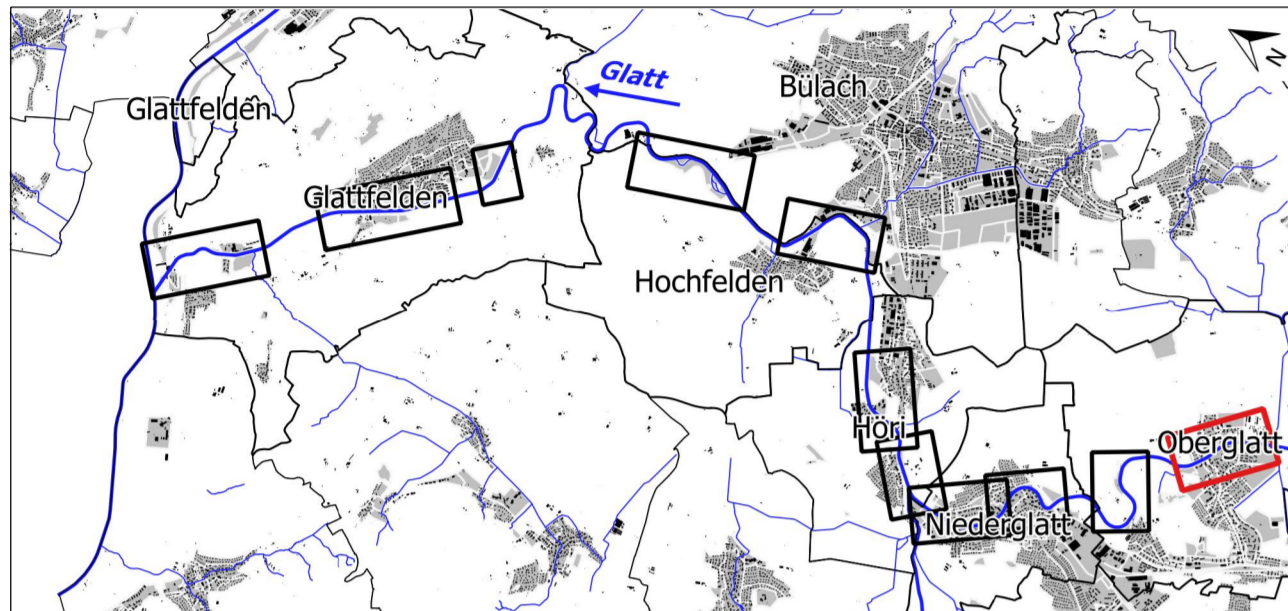 Glatt
Bülach
Glattfelden
Glattfelden
Hochfelden
Höri
Oberglatt
Niederglatt
N